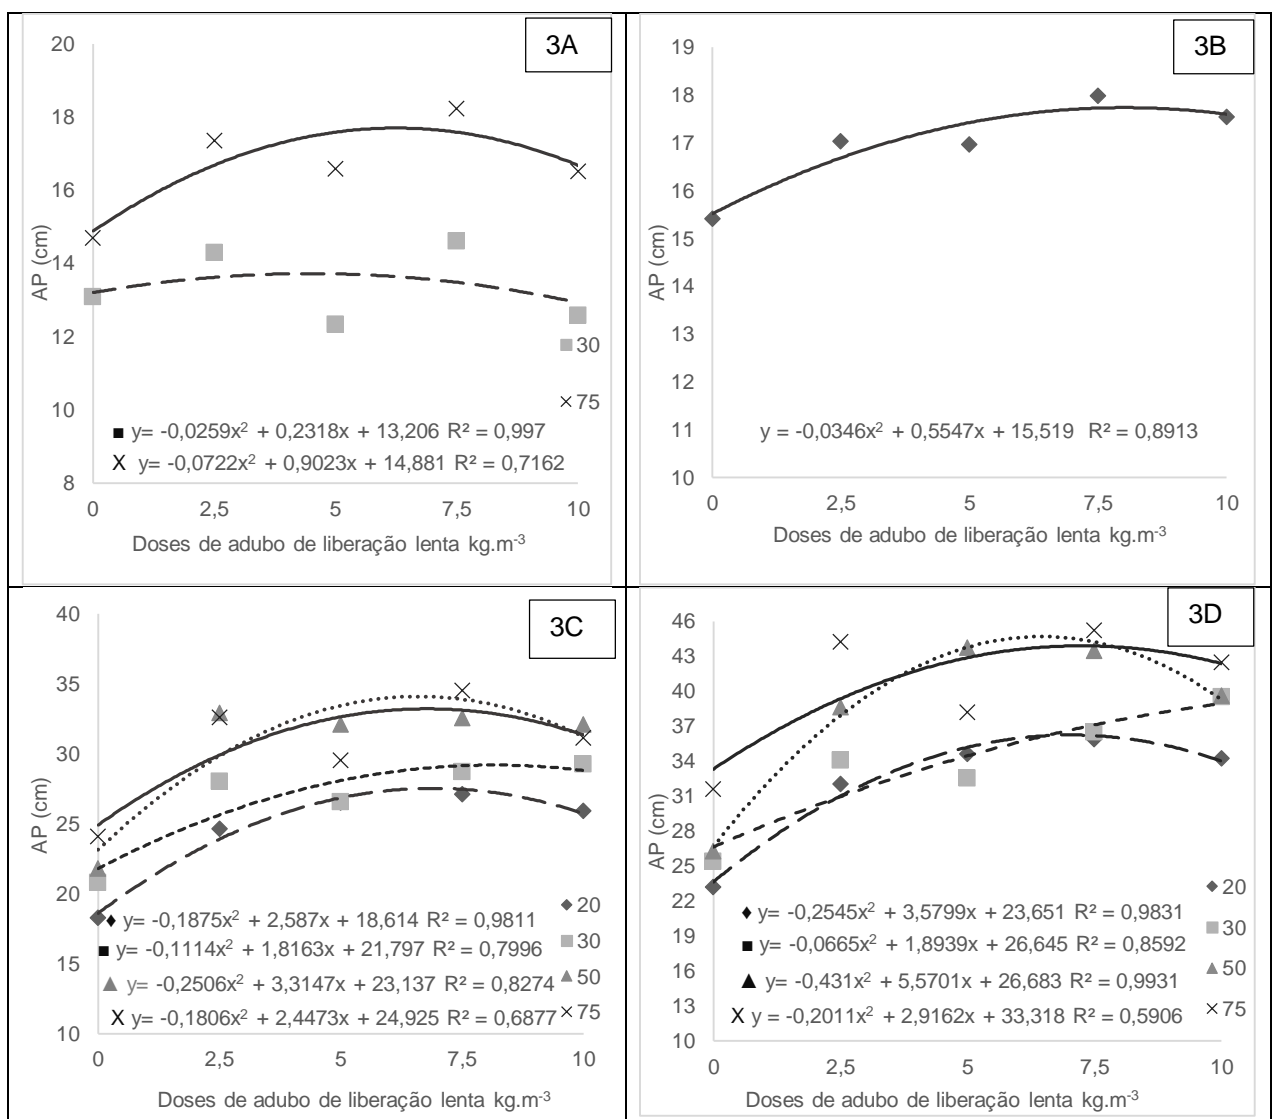 3A
20
18
16
14
12
10
8
AP (cm)
30
75
y= -0,0259x² + 0,2318x + 13,206 R² = 0,997
X y= -0,0722x² + 0,9023x + 14,881 R² = 0,7162
0 2,5 5 7,5 10
Doses de adubo de liberação lenta kg.m⁻³
3B
19
18
17
16
15
14
13
12
11
10
AP (cm)
y = -0,0346x² + 0,5547x + 15,519 R² = 0,8913
0 2,5 5 7,5 10
Doses de adubo de liberação lenta kg.m⁻³
3C
40
35
30
25
20
15
10
AP (cm)
20
30
50
75
y= -0,1875x² + 2,587x + 18,614 R² = 0,9811
y= -0,1114x² + 1,8163x + 21,797 R² = 0,7996
y= -0,2506x² + 3,3147x + 23,137 R² = 0,8274
X y= -0,1806x² + 2,4473x + 24,925 R² = 0,6877
0 2,5 5 7,5 10
Doses de adubo de liberação lenta kg.m⁻³
3D
46
43
40
37
34
31
28
25
22
19
16
13
10
AP (cm)
20
30
50
75
y= -0,2545x² + 3,5799x + 23,651 R² = 0,9831
y= -0,0665x² + 1,8939x + 26,645 R² = 0,8592
y= -0,431x² + 5,5701x + 26,683 R² = 0,9931
X y = -0,2011x² + 2,9162x + 33,318 R² = 0,5906
0 2,5 5 7,5 10
Doses de adubo de liberação lenta kg.m⁻³